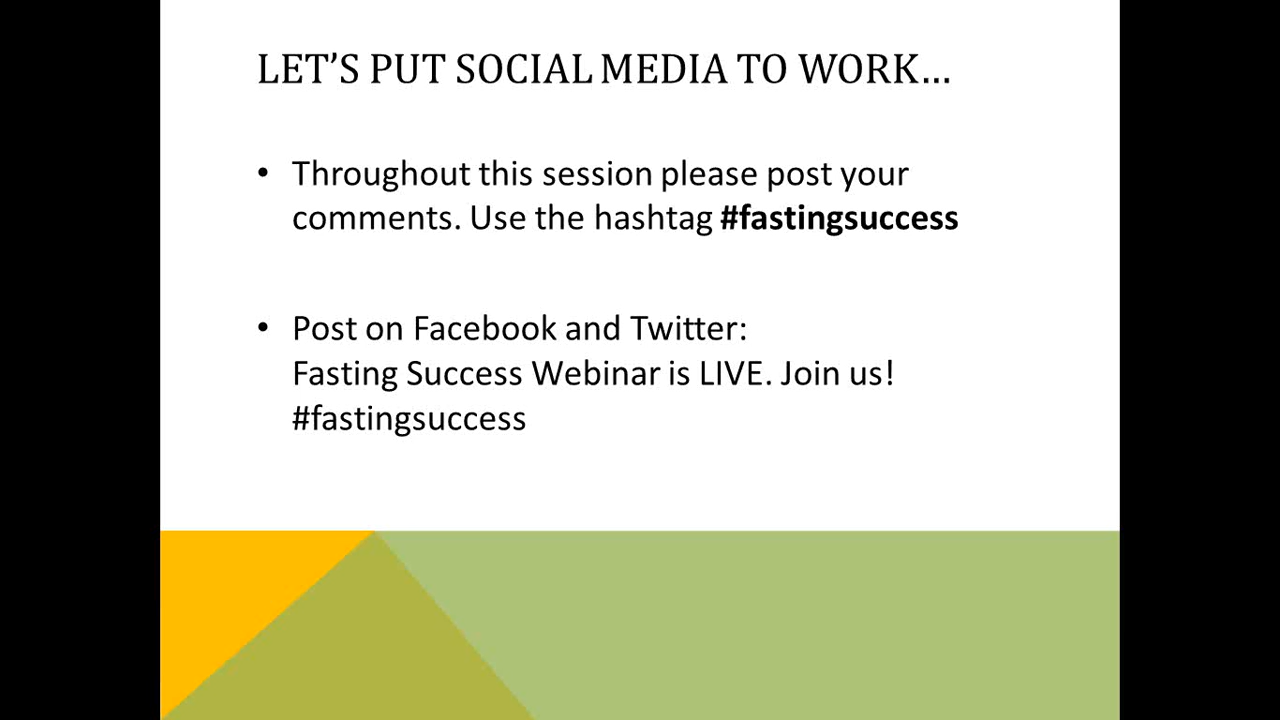 LET’S PUT SOCIAL MEDIA TO WORK…
• Throughout this session please post your
comments. Use the hashtag #fastingsuccess
• Post on Facebook and Twitter:
Fasting Success Webinar is LIVE. Join us!
#fastingsuccess